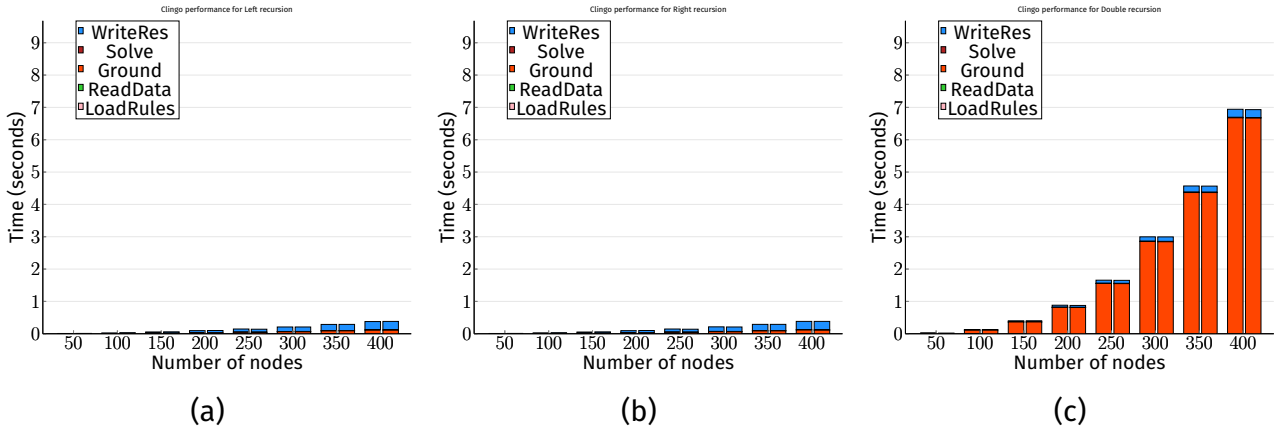 Clingo performance for Left recursion
9
8
7
6
5
4
3
2
1
0
Time (seconds)
WriteRes
Solve
Ground
ReadData
LoadRules
50 100 150 200 250 300 350 400
Number of nodes
(a)
Clingo performance for Right recursion
9
8
7
6
5
4
3
2
1
0
Time (seconds)
WriteRes
Solve
Ground
ReadData
LoadRules
50 100 150 200 250 300 350 400
Number of nodes
(b)
Clingo performance for Double recursion
9
8
7
6
5
4
3
2
1
0
Time (seconds)
WriteRes
Solve
Ground
ReadData
LoadRules
50 100 150 200 250 300 350 400
Number of nodes
(c)